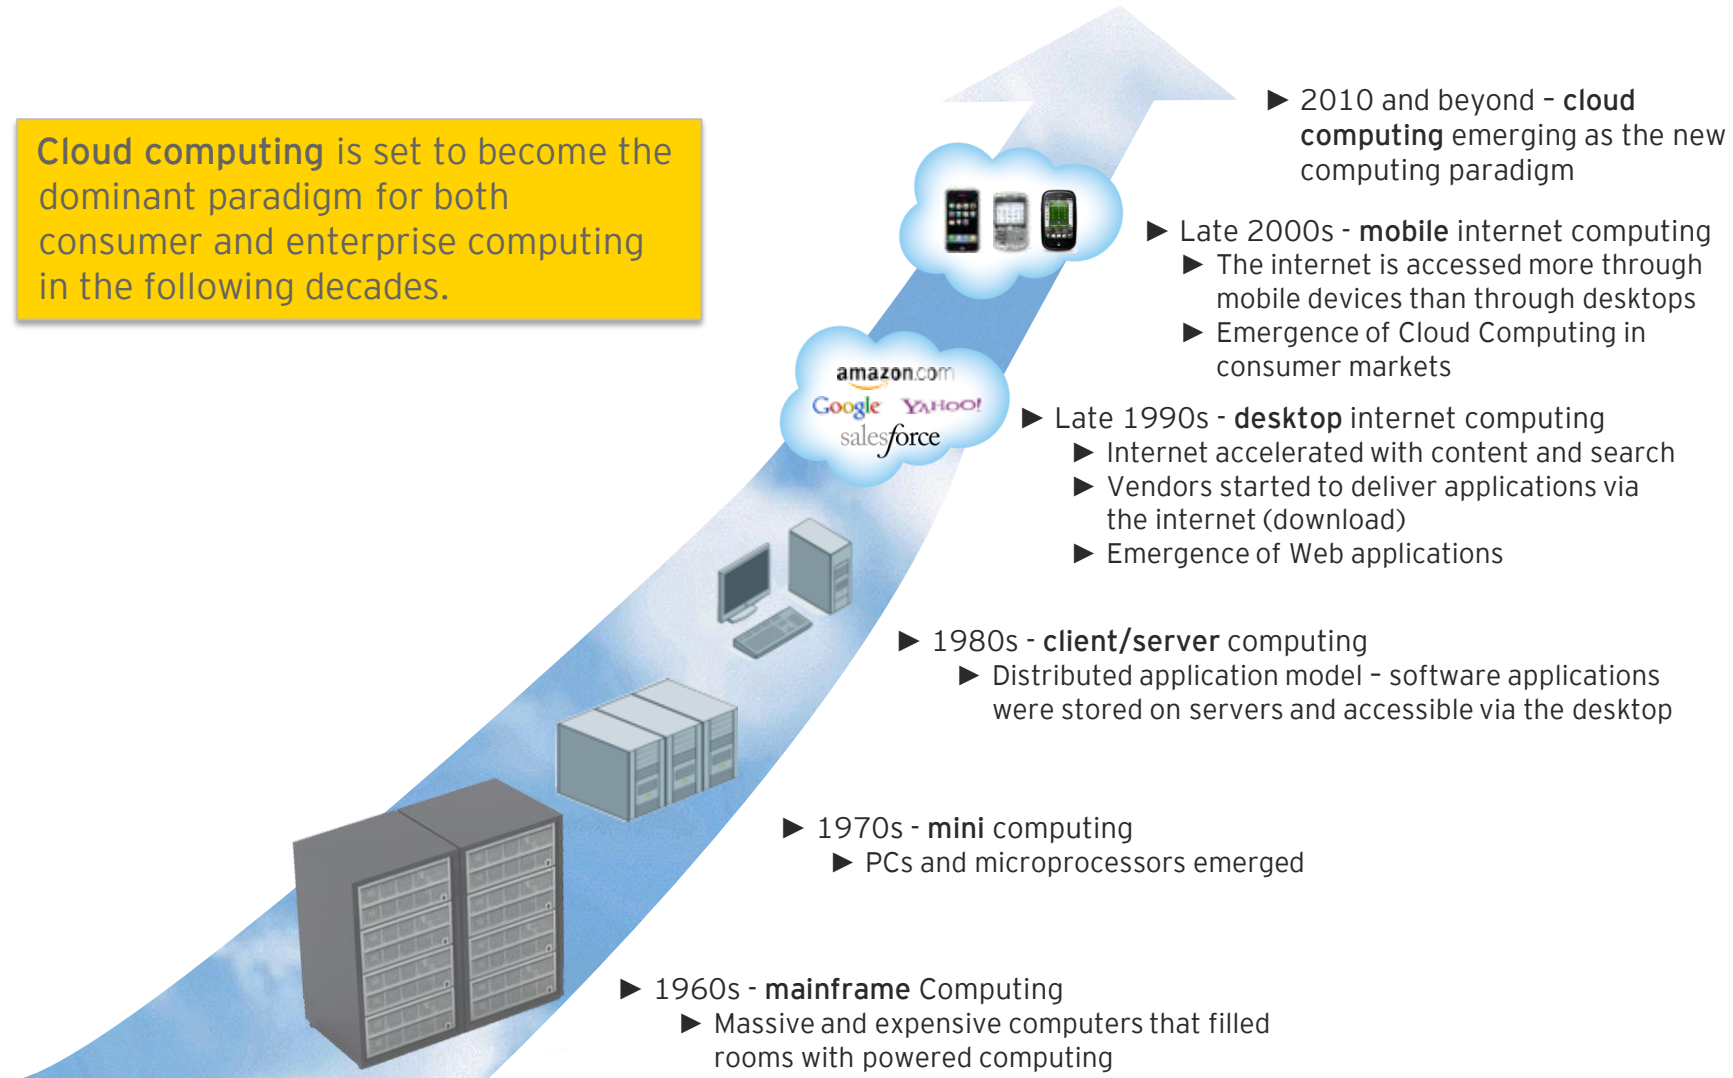 Cloud computing is set to become the
dominant paradigm for both
consumer and enterprise computing
in the following decades.
► 2010 and beyond – cloud
computing emerging as the new
computing paradigm
► Late 2000s - mobile internet computing
► The internet is accessed more through
mobile devices than through desktops
► Emergence of Cloud Computing in
consumer markets
amazon.com
Google YAHOO!
salesforce
► Late 1990s - desktop internet computing
► Internet accelerated with content and search
► Vendors started to deliver applications via
the internet (download)
► Emergence of Web applications
► 1980s - client/server computing
► Distributed application model – software applications
were stored on servers and accessible via the desktop
► 1970s - mini computing
► PCs and microprocessors emerged
► 1960s - mainframe Computing
► Massive and expensive computers that filled
rooms with powered computing